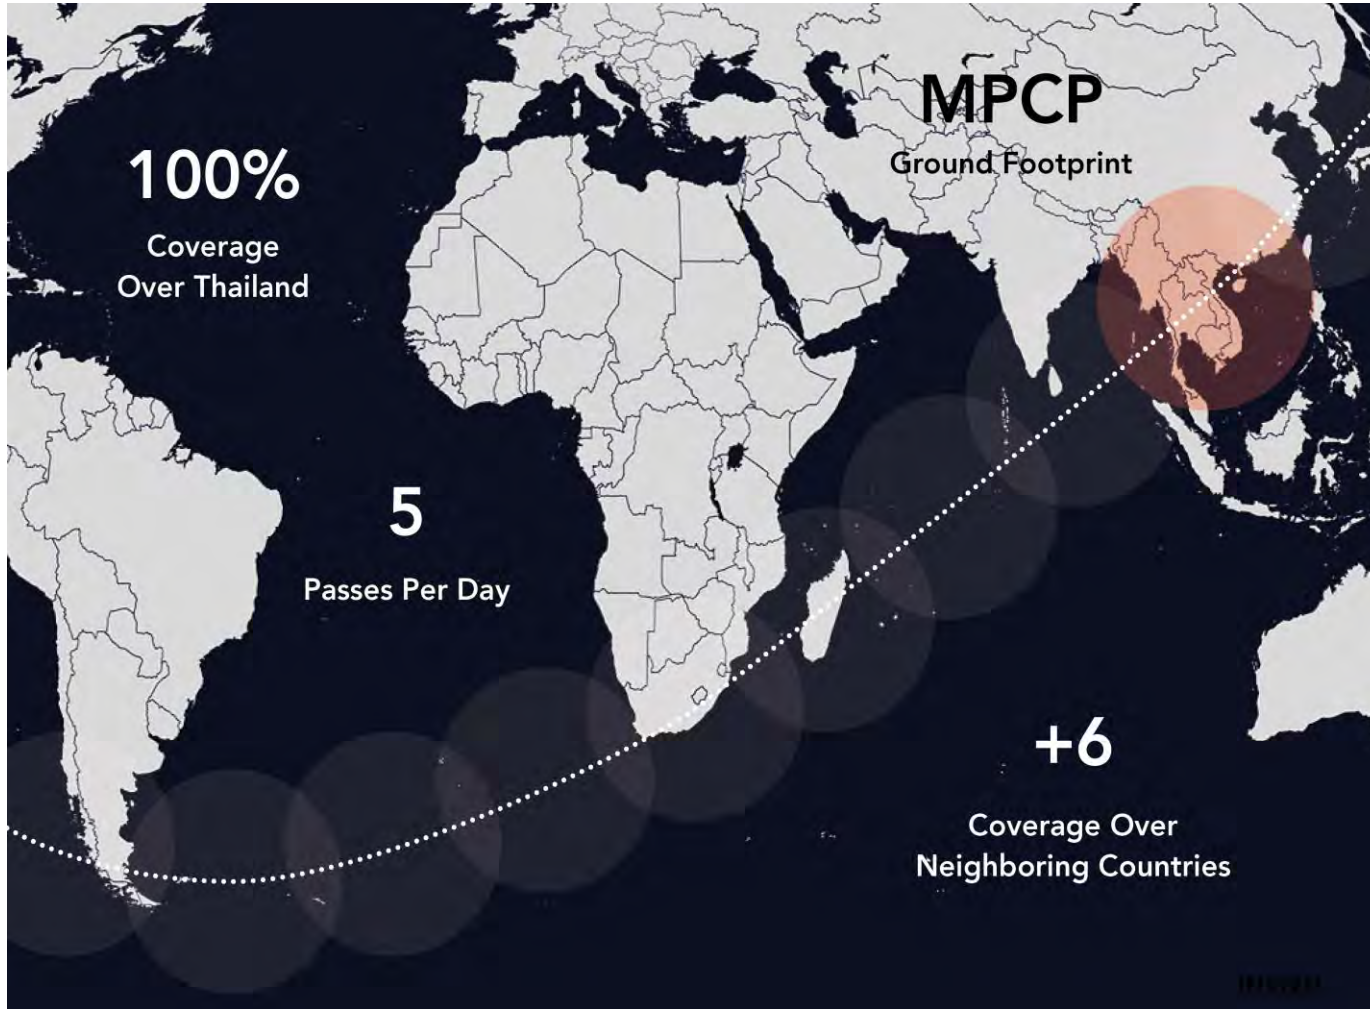 MPCP
Ground Footprint
100%
Coverage
Over Thailand
5
Passes Per Day
+6
Coverage Over
Neighboring Countries